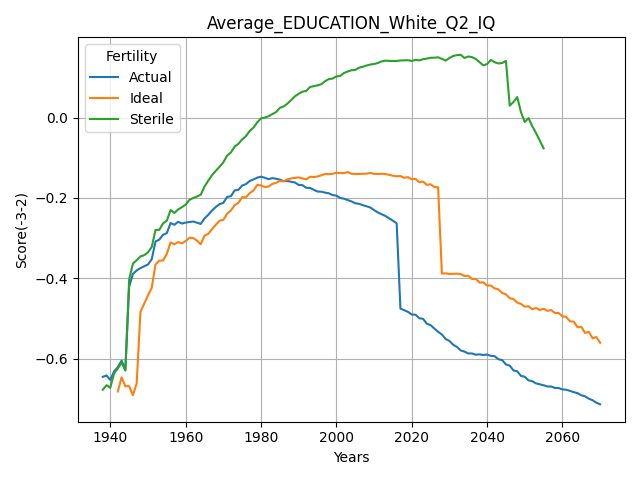 Average_EDUCATION_White_Q2_IQ
Fertility
Actual
Ideal
Sterile
Score(-3-2)
0.0
−0.2
−0.4
−0.6
1940
1960
1980
2000
2020
2040
2060
Years